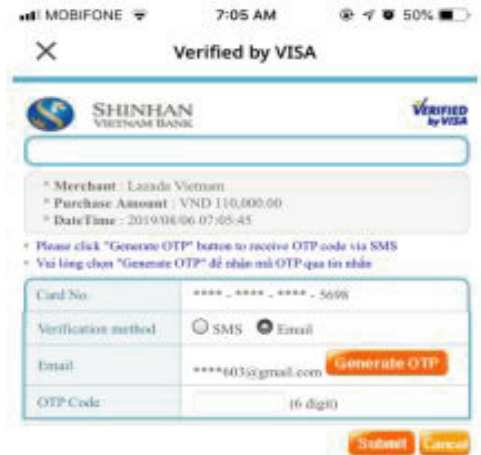 MOBIFONE 7:05 AM 50%
Verified by VISA
SHINHAN
VIETNAM BANK
VERIFIED
by VISA
* Merchant : Lazada Vietnam
* Purchase Amount : VND 110,000.00
* DateTime : 2019/08/06 07:05:45
Please click "Generate OTP" button to receive OTP code via SMS
Vui lòng chọn "Generate OTP" để nhận mã OTP qua tin nhắn
Card No. **** - **** - **** - 5698
Verification method SMS Email
Email ****603@gmail.com Generate OTP
OTP Code (6 digit)
Submit Cancel